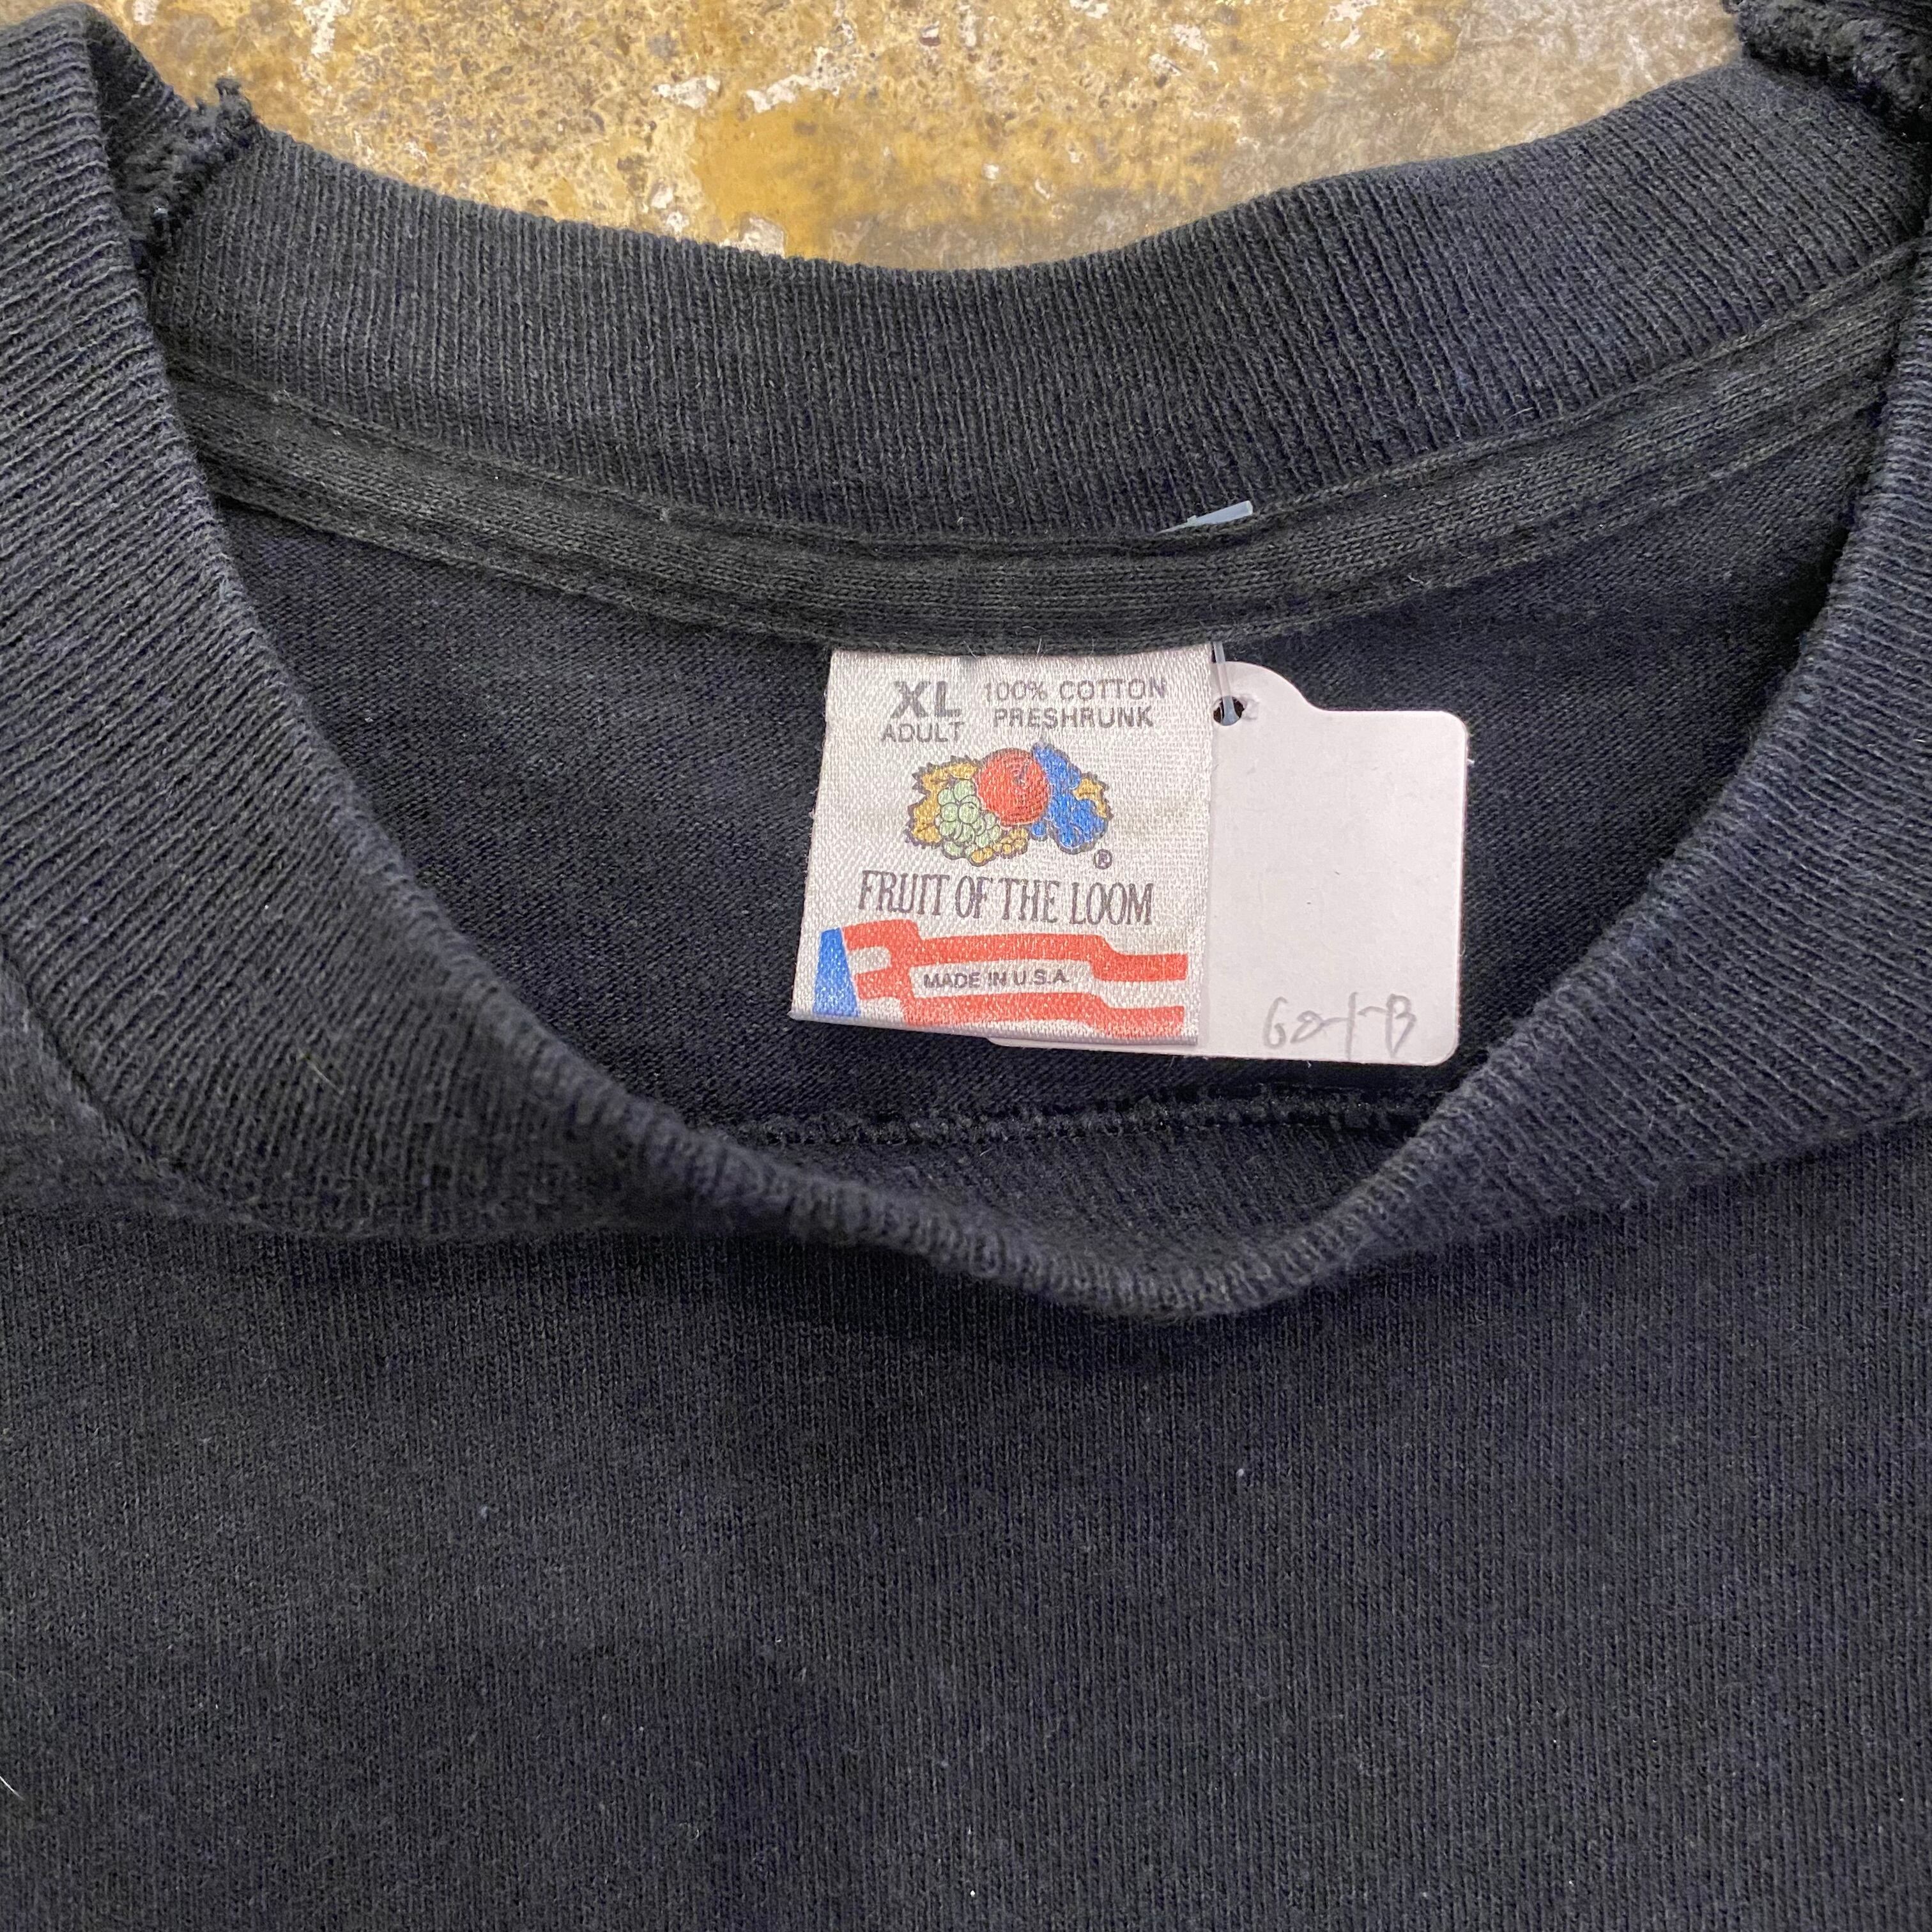 XL 100% COTTON
ADULT PRESHRUNK
®
FRUIT OF THE LOOM
MADE IN U.S.A.